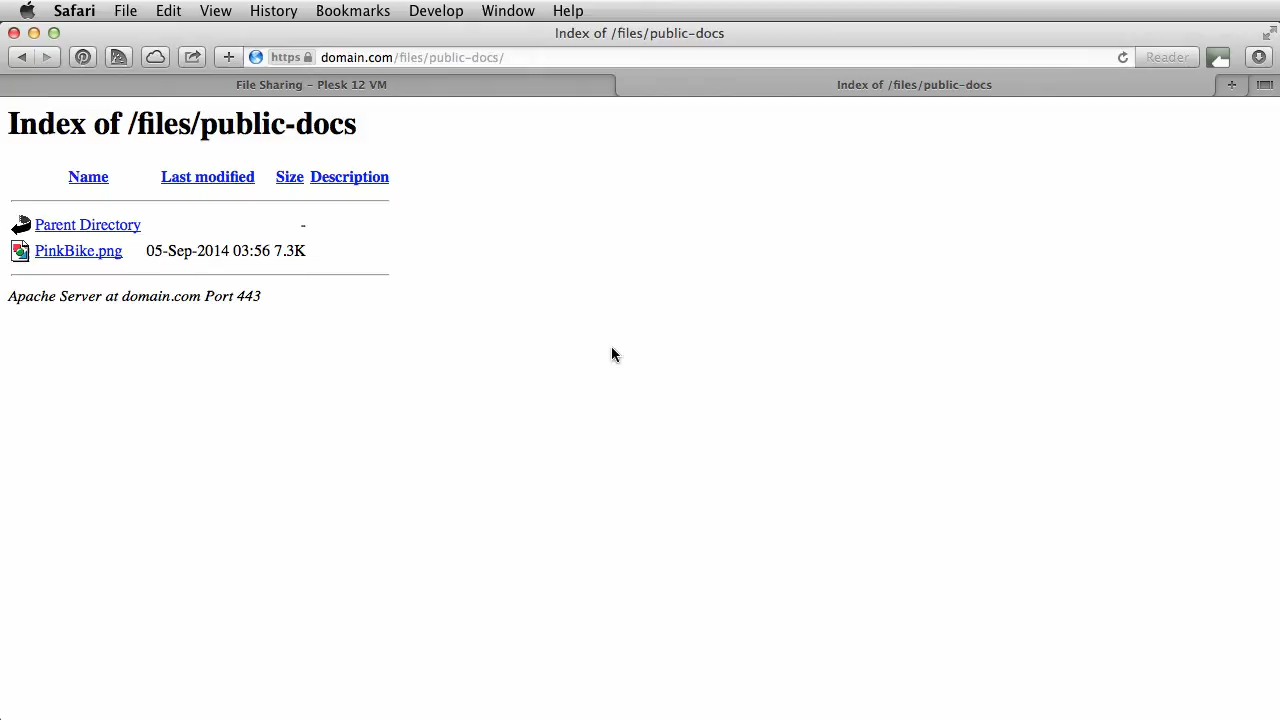 Safari File Edit View History Bookmarks Develop Window Help
Index of /files/public-docs
https domain.com/files/public-docs/ Reader
File Sharing – Plesk 12 VM Index of /files/public-docs
Index of /files/public-docs
Name Last modified Size Description
Parent Directory -
PinkBike.png 05-Sep-2014 03:56 7.3K
Apache Server at domain.com Port 443